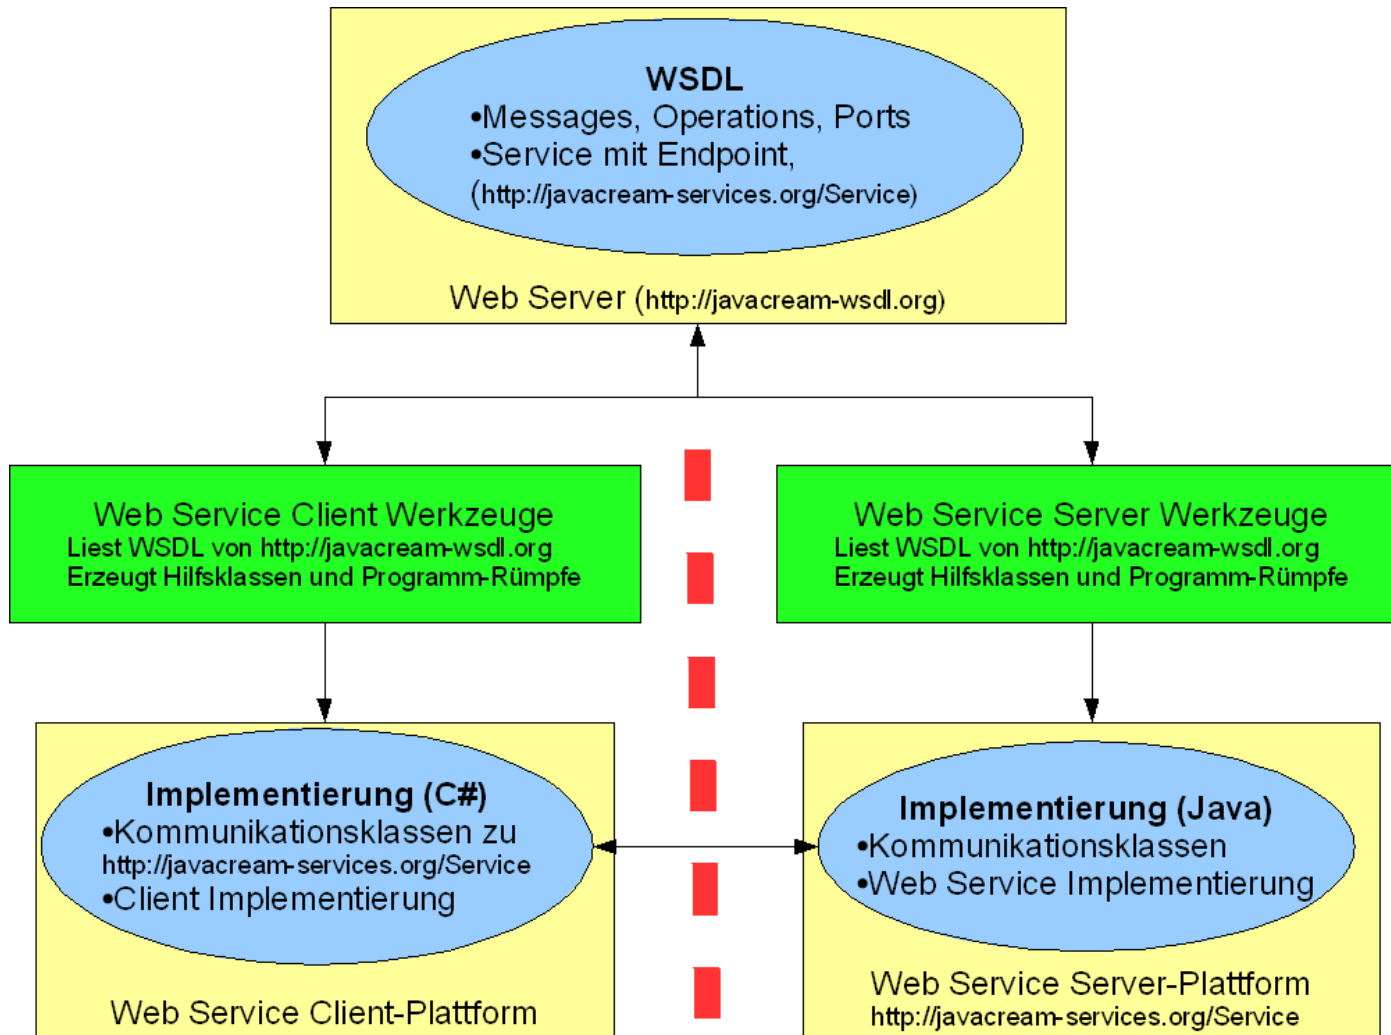 WSDL
•Messages, Operations, Ports
•Service mit Endpoint,
(http://javacream-services.org/Service)
Web Server (http://javacream-wsdl.org)
Web Service Client Werkzeuge
Liest WSDL von http://javacream-wsdl.org
Erzeugt Hilfsklassen und Programm-Rümpfe
Web Service Server Werkzeuge
Liest WSDL von http://javacream-wsdl.org
Erzeugt Hilfsklassen und Programm-Rümpfe
Implementierung (C#)
•Kommunikationsklassen zu
http://javacream-services.org/Service
•Client Implementierung
Web Service Client-Plattform
Implementierung (Java)
•Kommunikationsklassen
•Web Service Implementierung
Web Service Server-Plattform
http://javacream-services.org/Service